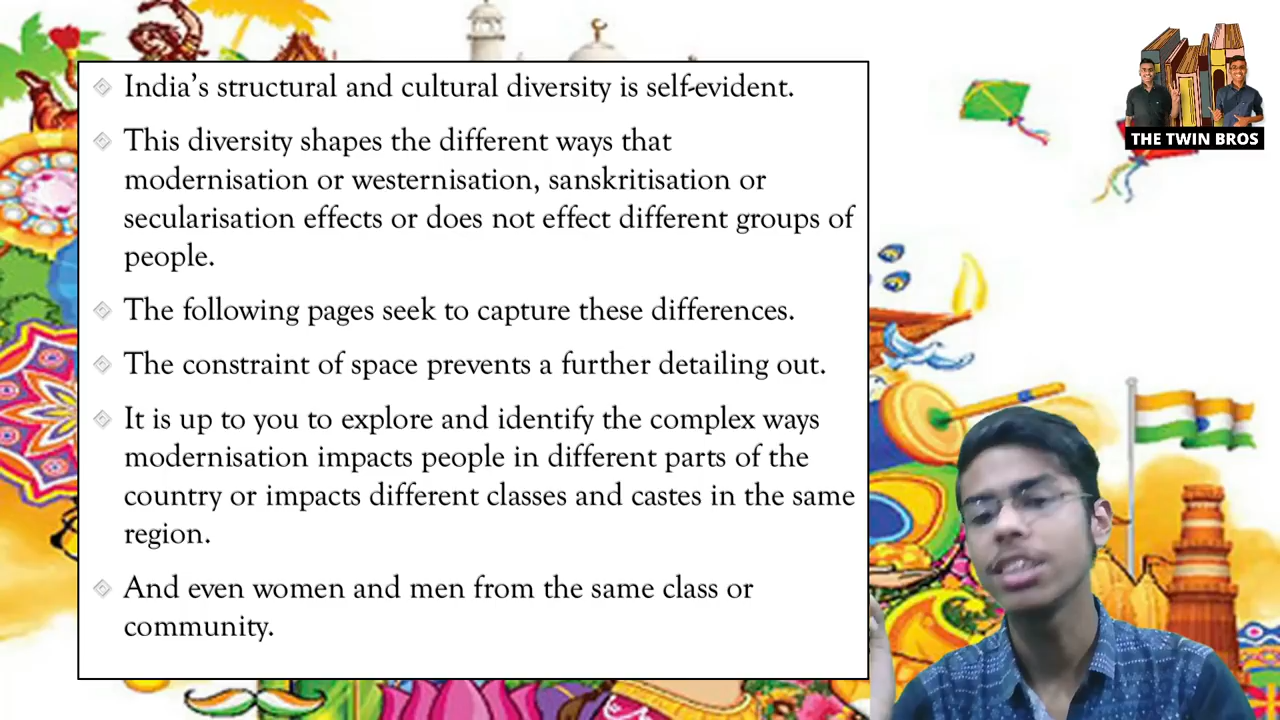 India's structural and cultural diversity is self-evident.
This diversity shapes the different ways that
modernisation or westernisation, sanskritisation or
secularisation effects or does not effect different groups of
people.
The following pages seek to capture these differences.
The constraint of space prevents a further detailing out.
It is up to you to explore and identify the complex ways
modernisation impacts people in different parts of the
country or impacts different classes and castes in the same
region.
And even women and men from the same class or
community.
THE TWIN BROS